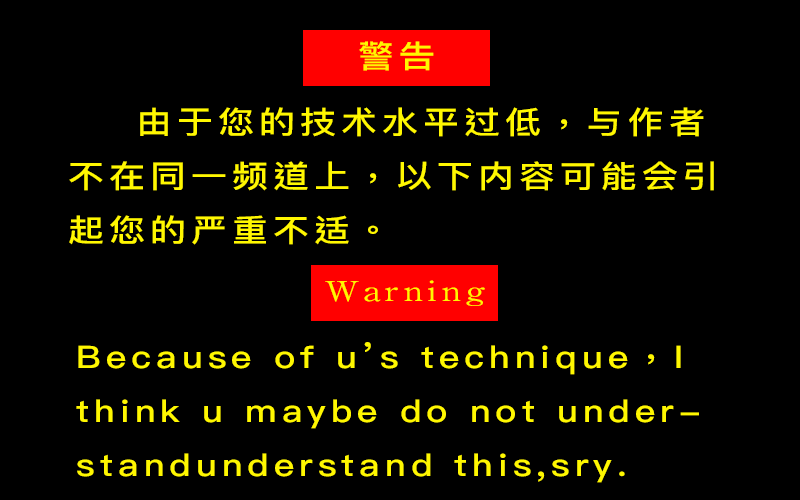 警告
由于您的技术水平过低，与作者
不在同一频道上，以下内容可能会引
起您的严重不适。
Warning
Because of u’s technique，I
think u maybe do not under-
standunderstand this,sry.